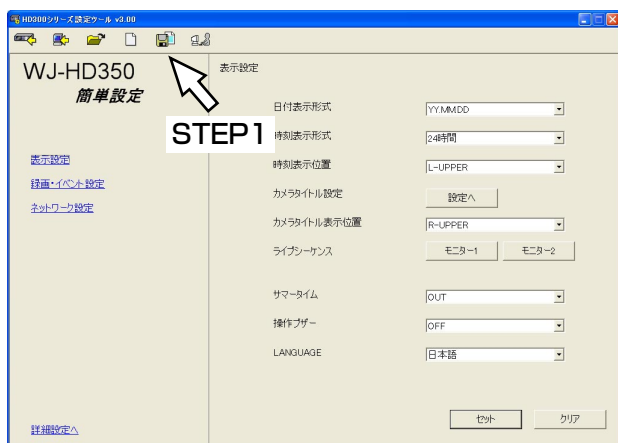 HD300シリーズ設定ツール v3.00
WJ-HD350
簡単設定
STEP1
表示設定
録画・イベント設定
ネットワーク設定
詳細設定へ
表示設定
日付表示形式 YY.MM.DD
時刻表示形式 24時間
時刻表示位置 L-UPPER
カメラタイトル設定 設定へ
カメラタイトル表示位置 R-UPPER
ライブシーケンス モニター1 モニター2
サマータイム OUT
操作ブザー OFF
LANGUAGE 日本語
セット クリア